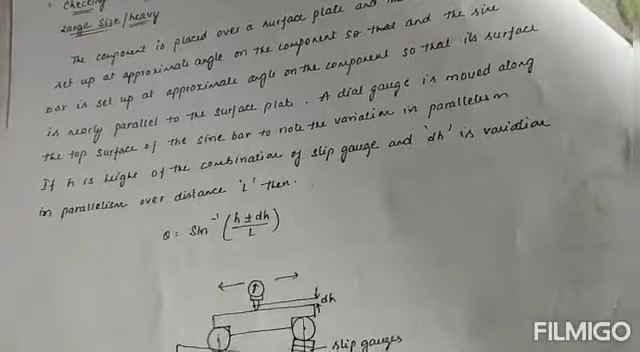 Checking
Large Size/heavy
The component is placed over a surface plate and
set up at approximate angle on the component so that and the sine
bar is set up at approximate angle on the component so that its surface
is nearly parallel to the surface plate. A dial gauge is moved along
the top surface of the sine bar to note the variation in parallelism
If h is height of the combination of slip gauge and 'dh' is variation
in parallelism over distance 'L' then.
θ = Sin⁻¹ (h ± dh / L)
dh
slip gauges
FILMIGO